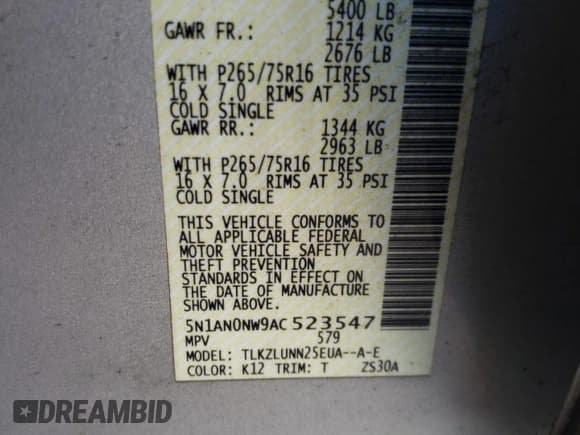 5400 LB
GAWR FR.: 1214 KG
2676 LB
WITH P265/75R16 TIRES
16 X 7.0 RIMS AT 35 PSI
COLD SINGLE
GAWR RR.: 1344 KG
2963 LB
WITH P265/75R16 TIRES
16 X 7.0 RIMS AT 35 PSI
COLD SINGLE
THIS VEHICLE CONFORMS TO
ALL APPLICABLE FEDERAL
MOTOR VEHICLE SAFETY AND
THEFT PREVENTION
STANDARDS IN EFFECT ON
THE DATE OF MANUFACTURE
SHOWN ABOVE.
5N1AN0NW9AC523547
MPV 579
MODEL: TLKZLUNN25EUA--A-E
COLOR: K12 TRIM: T ZS30A
DREAMBID